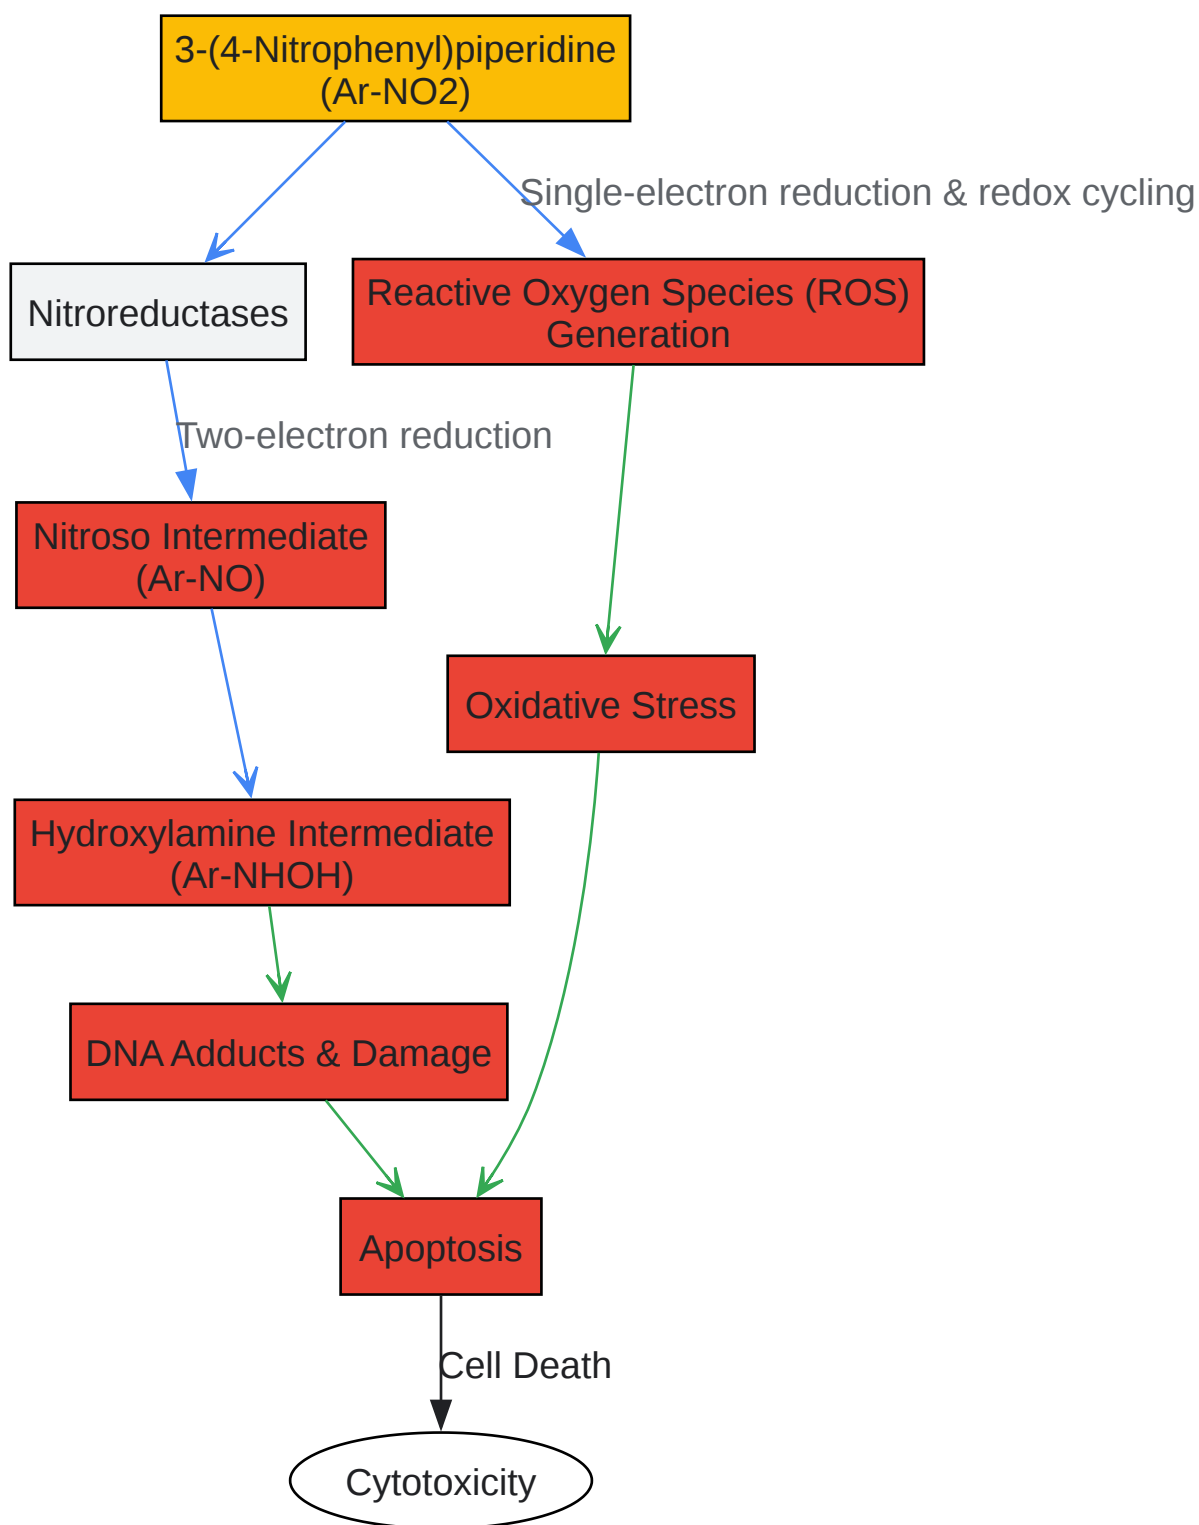 3-(4-Nitrophenyl)piperidine
(Ar-NO2)
Single-electron reduction & redox cycling
Nitroreductases
Reactive Oxygen Species (ROS)
Generation
Two-electron reduction
Nitroso Intermediate
(Ar-NO)
Oxidative Stress
Hydroxylamine Intermediate
(Ar-NHOH)
DNA Adducts & Damage
Apoptosis
Cell Death
Cytotoxicity